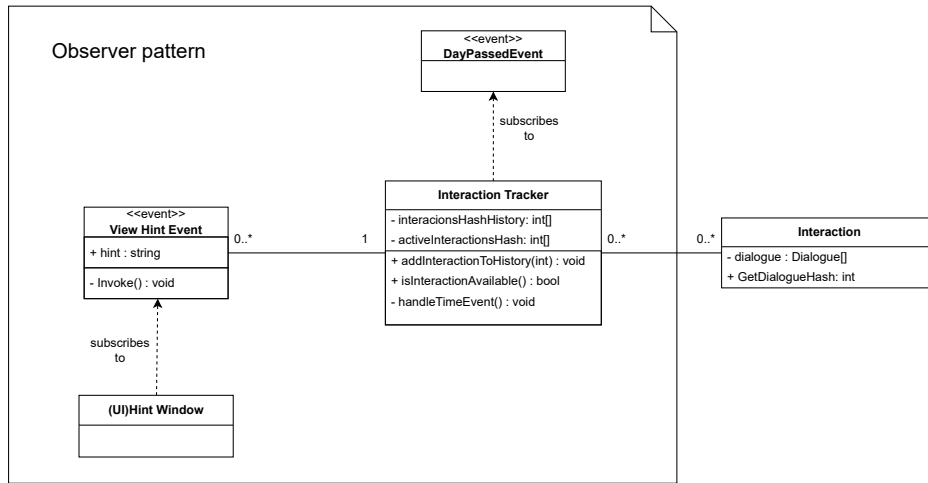 Observer pattern
<<event>>
DayPassedEvent
subscribes
to
Interaction Tracker
- interacionsHashHistory: int[]
- activeInteractionsHash: int[]
+ addInteractionToHistory(int) : void
+ isInteractionAvailable() : bool
- handleTimeEvent() : void
<<event>>
View Hint Event
+ hint : string
- Invoke() : void
0..*
1
0..*
0..*
Interaction
- dialogue : Dialogue[]
+ GetDialogueHash: int
subscribes
to
(UI)Hint Window